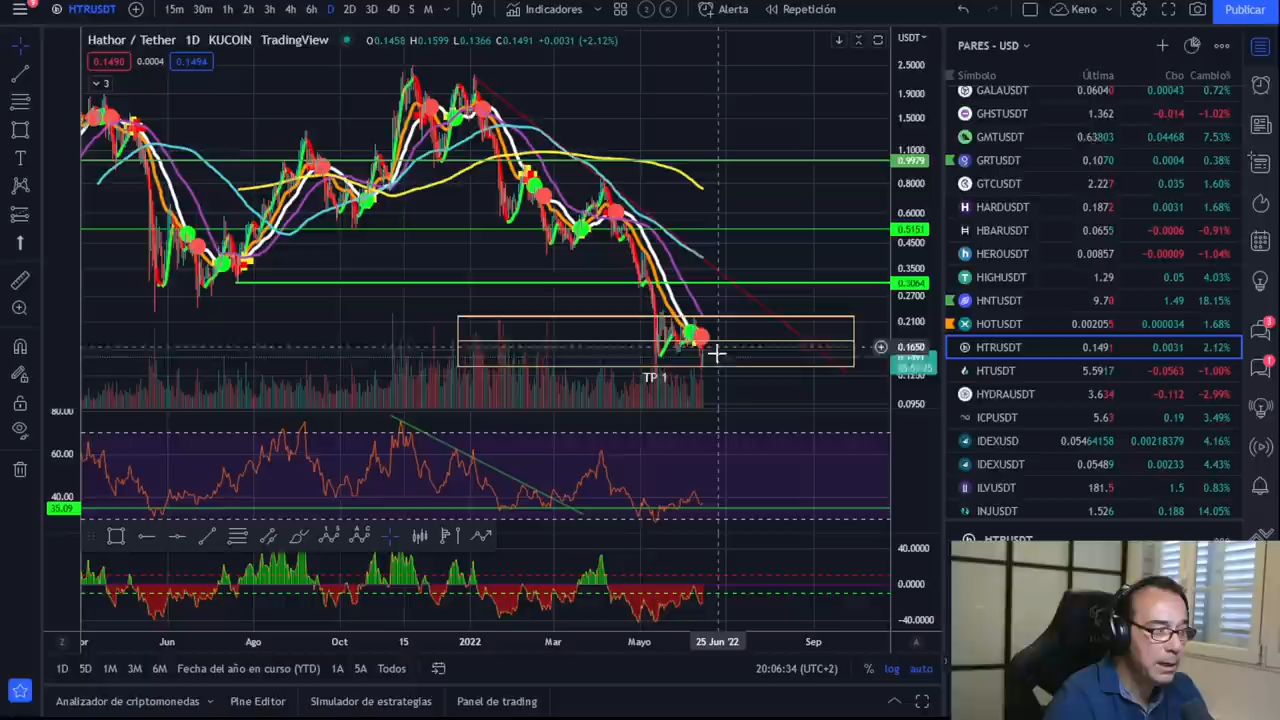 9
HTRUSDT
15m 30m 1h 2h 3h 4h 6h D 2D 3D 4D S M
Indicadores
2 K
Alerta
Repetición
Keno
Publicar
Hathor / Tether 1D KUCOIN TradingView
O0.1458 H0.1599 L0.1366 C0.1491 +0.0031 (+2.12%)
0.1490 0.0004 0.1494
3
USDT
2.5000
1.9000
1.5000
1.1000
0.9979
0.8000
0.6000
0.5151
0.4500
0.3500
0.3064
0.2700
0.2100
0.1650
0.0950
TP 1
80.00
60.00
40.00
35.09
40.0000
0.0000
-40.0000
Z
Jun Ago Oct 15 2022 Mar Mayo 25 Jun '22 Sep
A
1D 5D 1M 3M 6M Fecha del año en curso (YTD) 1A 5A Todos
20:06:34 (UTC+2) % log auto
Analizador de criptomonedas Pine Editor Simulador de estrategias Panel de trading
PARES - USD
Símbolo Última Cbo Cambio%
GALAUSDT 0.06040 0.00043 0.72%
GHSTUSDT 1.362 -0.014 -1.02%
GMTUSDT 0.63803 0.04468 7.53%
GRTUSDT 0.1070 0.0004 0.38%
GTCUSDT 2.227 0.035 1.60%
HARDUSDT 0.1872 0.0031 1.68%
HBARUSDT 0.0655 -0.0006 -0.91%
HEROUSDT 0.00857 -0.00009 -1.04%
HIGHUSDT 1.29 0.05 4.03%
HNTUSDT 9.70 1.49 18.15%
HOTUSDT 0.002055 0.000034 1.68%
HTRUSDT 0.1491 0.0031 2.12%
HTUSDT 5.5917 -0.0563 -1.00%
HYDRAUSDT 3.634 -0.112 -2.99%
ICPUSDT 5.63 0.19 3.49%
IDEXUSD 0.05464158 0.00218379 4.16%
IDEXUSDT 0.05489 0.00233 4.43%
ILVUSDT 181.5 1.5 0.83%
INJUSDT 1.526 0.188 14.05%
HTRUSDT
3
1